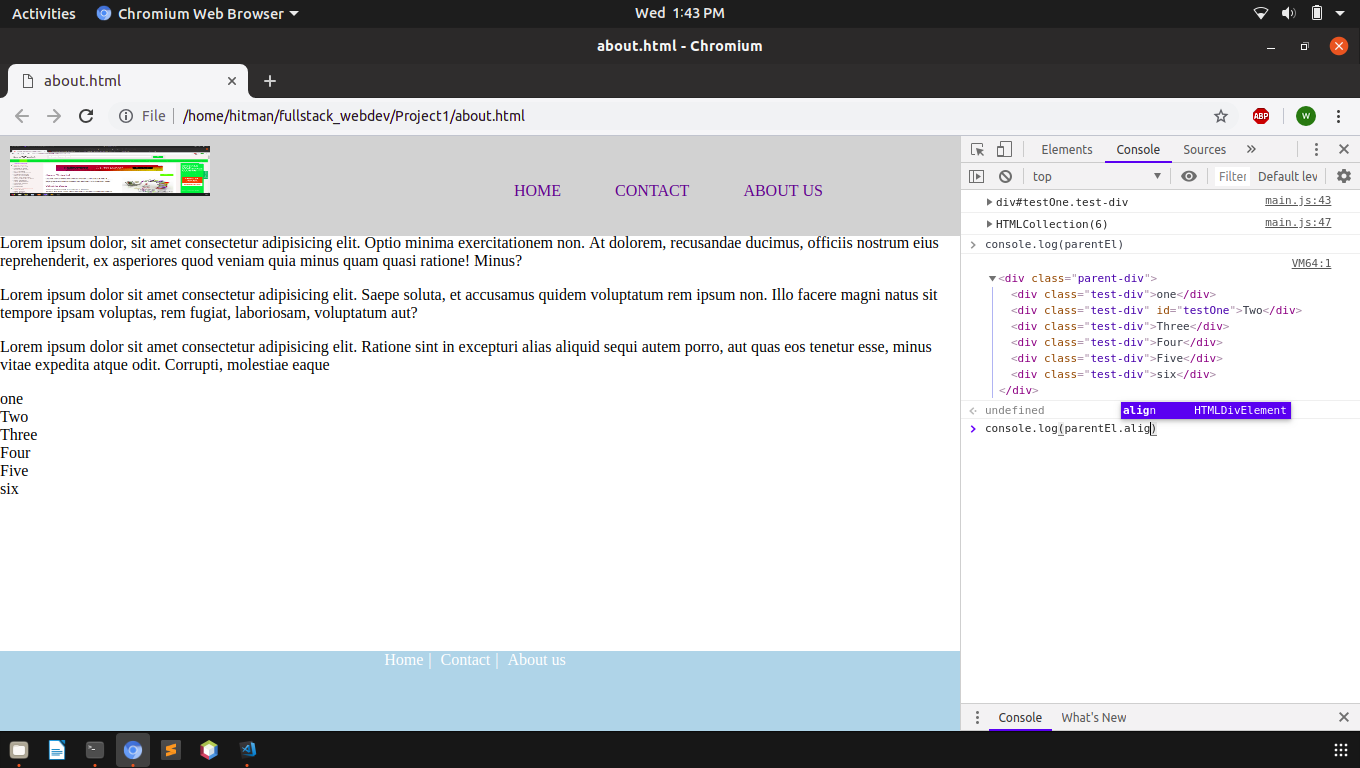 Activities Chromium Web Browser Wed 1:43 PM
about.html - Chromium
about.html
File /home/hitman/fullstack_webdev/Project1/about.html ABP W
HOME CONTACT ABOUT US
Lorem ipsum dolor, sit amet consectetur adipisicing elit. Optio minima exercitationem non. At dolorem, recusandae ducimus, officiis nostrum eius
reprehenderit, ex asperiores quod veniam quia minus quam quasi ratione! Minus?
Lorem ipsum dolor sit amet consectetur adipisicing elit. Saepe soluta, et accusamus quidem voluptatum rem ipsum non. Illo facere magni natus sit
tempore ipsam voluptas, rem fugiat, laboriosam, voluptatum aut?
Lorem ipsum dolor sit amet consectetur adipisicing elit. Ratione sint in excepturi alias aliquid sequi autem porro, aut quas eos tenetur esse, minus
vitae expedita atque odit. Corrupti, molestiae eaque
one
Two
Three
Four
Five
six
Home | Contact | About us
Elements Console Sources »
top Filter Default lev
div#testOne.test-div main.js:43
HTMLCollection(6) main.js:47
console.log(parentEl)
VM64:1
<div class="parent-div">
<div class="test-div">one</div>
<div class="test-div" id="testOne">Two</div>
<div class="test-div">Three</div>
<div class="test-div">Four</div>
<div class="test-div">Five</div>
<div class="test-div">six</div>
</div>
undefined
align HTMLDivElement
console.log(parentEl.alig)
Console What's New